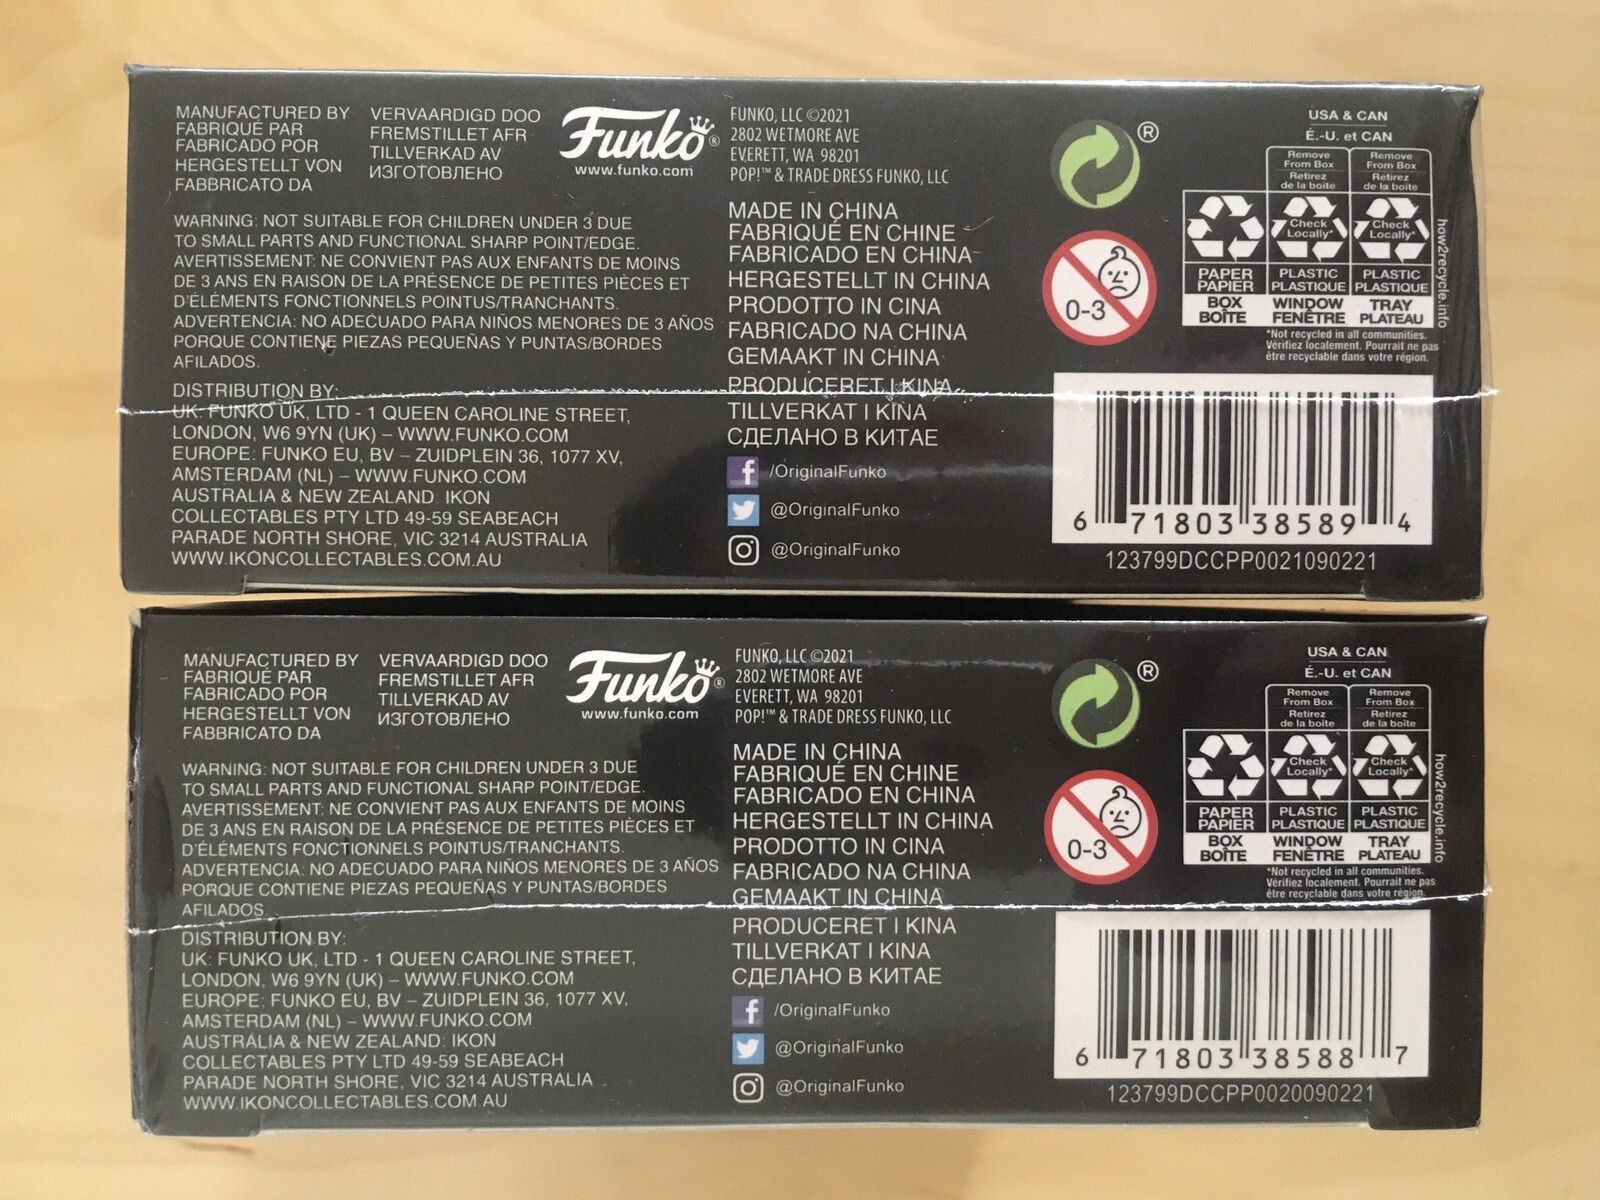 MANUFACTURED BY
FABRIQUÉ PAR
FABRICADO POR
HERGESTELLT VON
FABBRICATO DA
VERVAARDIGD DOO
FREMSTILLET AFR
TILLVERKAD AV
ИЗГОТОВЛЕНО
Funko®
www.funko.com
FUNKO, LLC ©2021
2802 WETMORE AVE
EVERETT, WA 98201
POP!™ & TRADE DRESS FUNKO, LLC
WARNING: NOT SUITABLE FOR CHILDREN UNDER 3 DUE
TO SMALL PARTS AND FUNCTIONAL SHARP POINT/EDGE.
AVERTISSEMENT: NE CONVIENT PAS AUX ENFANTS DE MOINS
DE 3 ANS EN RAISON DE LA PRÉSENCE DE PETITES PIÈCES ET
D'ÉLÉMENTS FONCTIONNELS POINTUS/TRANCHANTS.
ADVERTENCIA: NO ADECUADO PARA NIÑOS MENORES DE 3 AÑOS
PORQUE CONTIENE PIEZAS PEQUEÑAS Y PUNTAS/BORDES
AFILADOS.
DISTRIBUTION BY:
UK: FUNKO UK, LTD - 1 QUEEN CAROLINE STREET,
LONDON, W6 9YN (UK) – WWW.FUNKO.COM
EUROPE: FUNKO EU, BV – ZUIDPLEIN 36, 1077 XV,
AMSTERDAM (NL) – WWW.FUNKO.COM
AUSTRALIA & NEW ZEALAND: IKON
COLLECTABLES PTY LTD 49-59 SEABEACH
PARADE NORTH SHORE, VIC 3214 AUSTRALIA
WWW.IKONCOLLECTABLES.COM.AU
MADE IN CHINA
FABRIQUÉ EN CHINE
FABRICADO EN CHINA
HERGESTELLT IN CHINA
PRODOTTO IN CINA
FABRICADO NA CHINA
GEMAAKT IN CHINA
PRODUCERET I KINA
TILLVERKAT I KINA
СДЕЛАНО В КИТАЕ
f /OriginalFunko
@OriginalFunko
@OriginalFunko
®
0-3
USA & CAN
É.-U. et CAN
Remove From Box
Retirez de la boîte
Remove From Box
Retirez de la boîte
Check Locally*
Check Locally*
PAPER PAPIER
PLASTIC PLASTIQUE
PLASTIC PLASTIQUE
BOX BOÎTE
WINDOW FENÊTRE
TRAY PLATEAU
how2recycle.info
*Not recycled in all communities.
Vérifiez localement. Pourrait ne pas
être recyclable dans votre région.
6 71803 38589 4
123799DCCPP0021090221
MANUFACTURED BY
FABRIQUÉ PAR
FABRICADO POR
HERGESTELLT VON
FABBRICATO DA
VERVAARDIGD DOO
FREMSTILLET AFR
TILLVERKAD AV
ИЗГОТОВЛЕНО
Funko®
www.funko.com
FUNKO, LLC ©2021
2802 WETMORE AVE
EVERETT, WA 98201
POP!™ & TRADE DRESS FUNKO, LLC
WARNING: NOT SUITABLE FOR CHILDREN UNDER 3 DUE
TO SMALL PARTS AND FUNCTIONAL SHARP POINT/EDGE.
AVERTISSEMENT: NE CONVIENT PAS AUX ENFANTS DE MOINS
DE 3 ANS EN RAISON DE LA PRÉSENCE DE PETITES PIÈCES ET
D'ÉLÉMENTS FONCTIONNELS POINTUS/TRANCHANTS.
ADVERTENCIA: NO ADECUADO PARA NIÑOS MENORES DE 3 AÑOS
PORQUE CONTIENE PIEZAS PEQUEÑAS Y PUNTAS/BORDES
AFILADOS.
DISTRIBUTION BY:
UK: FUNKO UK, LTD - 1 QUEEN CAROLINE STREET,
LONDON, W6 9YN (UK) – WWW.FUNKO.COM
EUROPE: FUNKO EU, BV – ZUIDPLEIN 36, 1077 XV,
AMSTERDAM (NL) – WWW.FUNKO.COM
AUSTRALIA & NEW ZEALAND: IKON
COLLECTABLES PTY LTD 49-59 SEABEACH
PARADE NORTH SHORE, VIC 3214 AUSTRALIA
WWW.IKONCOLLECTABLES.COM.AU
MADE IN CHINA
FABRIQUÉ EN CHINE
FABRICADO EN CHINA
HERGESTELLT IN CHINA
PRODOTTO IN CINA
FABRICADO NA CHINA
GEMAAKT IN CHINA
PRODUCERET I KINA
TILLVERKAT I KINA
СДЕЛАНО В КИТАЕ
f /OriginalFunko
@OriginalFunko
@OriginalFunko
®
0-3
USA & CAN
É.-U. et CAN
Remove From Box
Retirez de la boîte
Remove From Box
Retirez de la boîte
Check Locally*
Check Locally*
PAPER PAPIER
PLASTIC PLASTIQUE
PLASTIC PLASTIQUE
BOX BOÎTE
WINDOW FENÊTRE
TRAY PLATEAU
how2recycle.info
*Not recycled in all communities.
Vérifiez localement. Pourrait ne pas
être recyclable dans votre région.
6 71803 38588 7
123799DCCPP0020090221